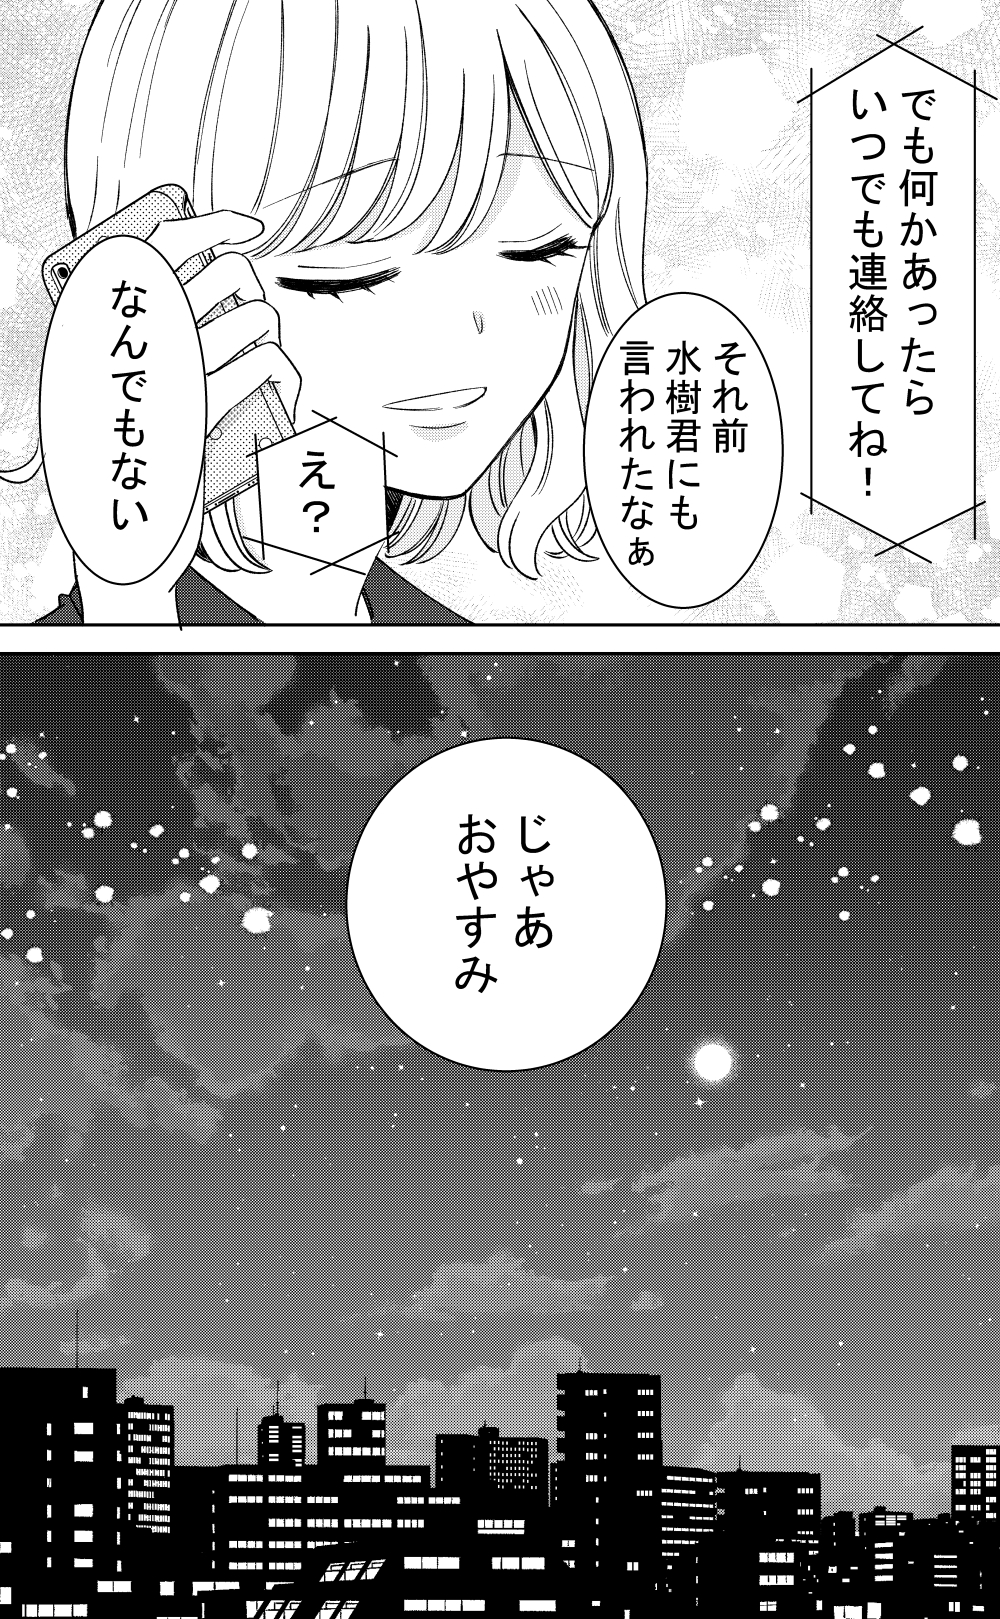 でも何かあったら
いつでも連絡してね！
それ前
水樹君にも
言われたなぁ
え？
なんでもない
じゃあ
おやすみ